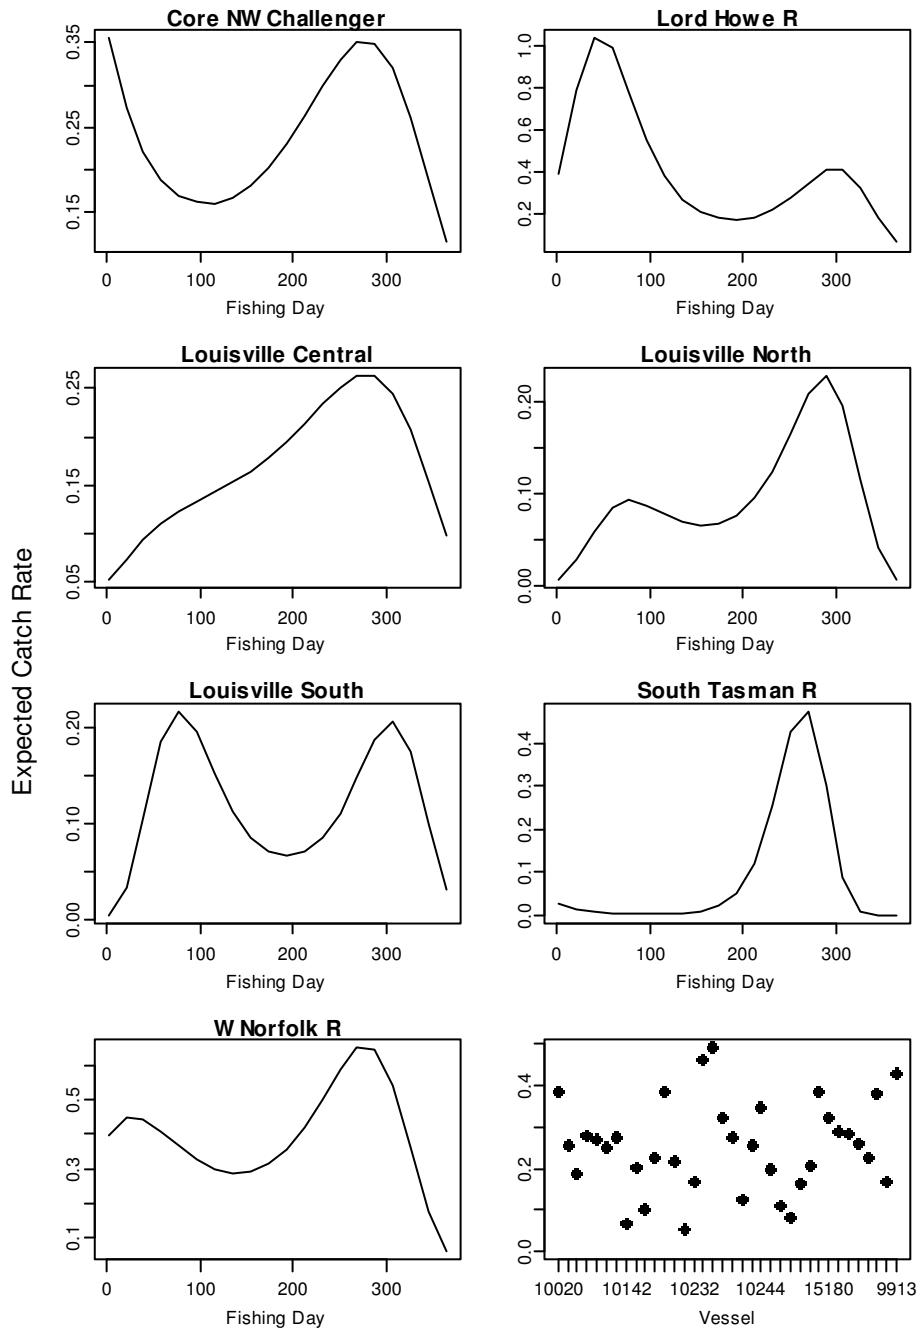 Core NW Challenger
Lord Howe R
0.15 0.25 0.35
0.2 0.4 0.6 0.8 1.0
0 100 200 300
0 100 200 300
Fishing Day
Fishing Day
Louisville Central
Louisville North
0.05 0.15 0.25
0.00 0.10 0.20
0 100 200 300
0 100 200 300
Fishing Day
Fishing Day
Expected Catch Rate
Louisville South
South Tasman R
0.00 0.10 0.20
0.0 0.1 0.2 0.3 0.4
0 100 200 300
0 100 200 300
Fishing Day
Fishing Day
W Norfolk R
0.1 0.3 0.5
0.0 0.2 0.4
0 100 200 300
10020 10142 10232 10244 15180 9913
Fishing Day
Vessel